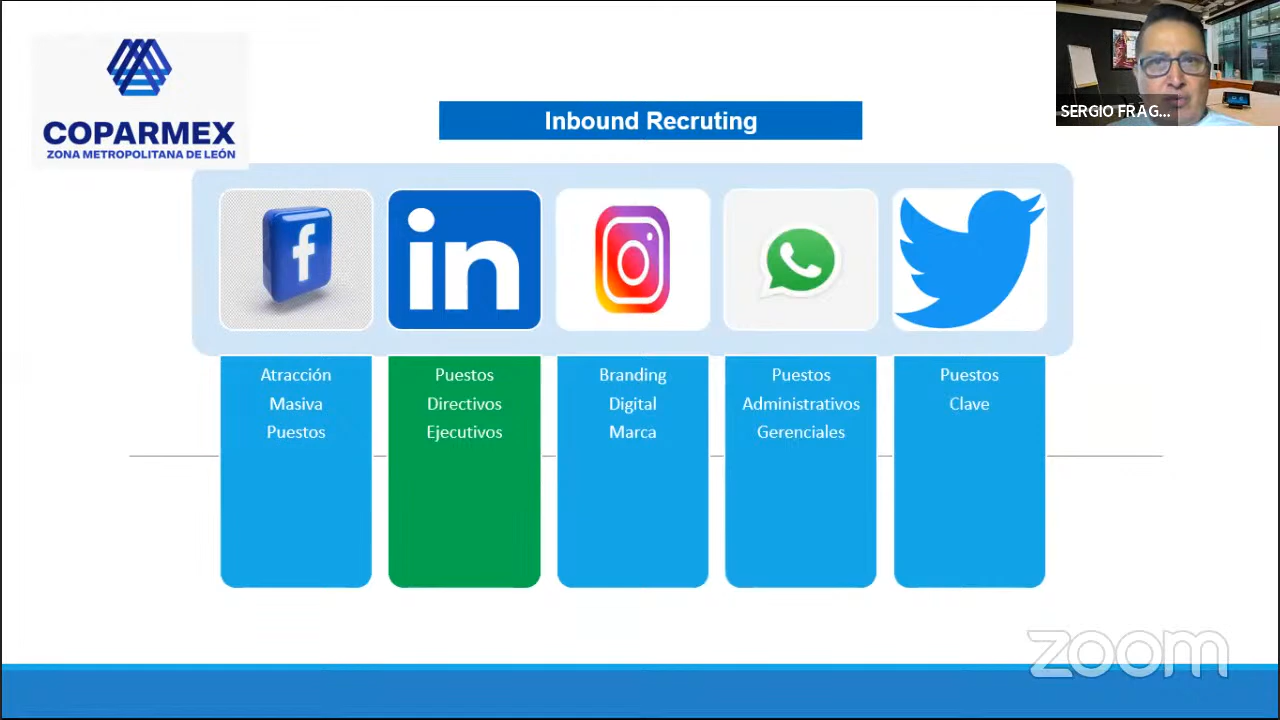 COPARMEX
ZONA METROPOLITANA DE LEÓN
Inbound Recruting
SERGIO FRAG...
f
in
Atracción
Masiva
Puestos
Puestos
Directivos
Ejecutivos
Branding
Digital
Marca
Puestos
Administrativos
Gerenciales
Puestos
Clave
zoom